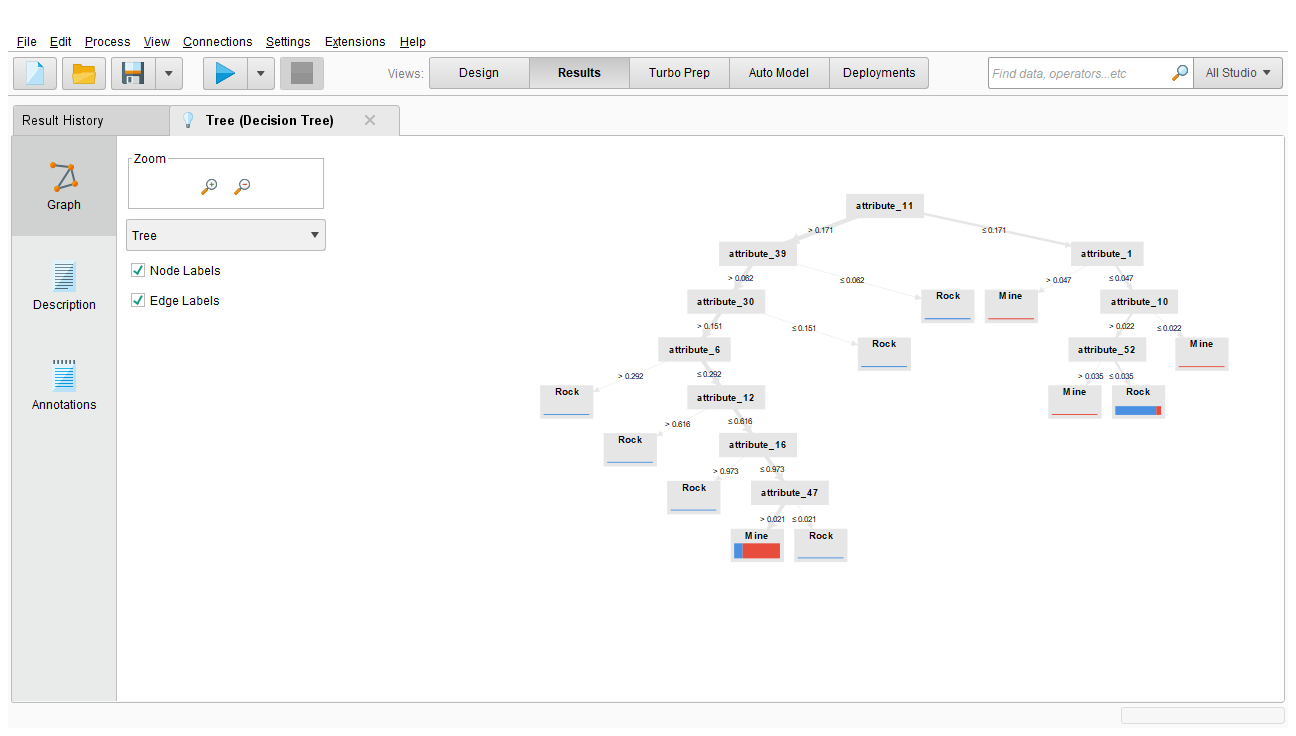 File Edit Process View Connections Settings Extensions Help
Views: Design Results Turbo Prep Auto Model Deployments Find data, operators...etc All Studio
Result History Tree (Decision Tree)
Graph
Description
Annotations
Zoom
Tree
Node Labels
Edge Labels
attribute_11
> 0.171 ≤ 0.171
attribute_39 attribute_1
> 0.062 ≤ 0.062 > 0.047 ≤ 0.047
attribute_30 Rock Mine attribute_10
> 0.151 ≤ 0.151 > 0.022 ≤ 0.022
attribute_6 Rock attribute_52 Mine
> 0.292 ≤ 0.292 > 0.035 ≤ 0.035
Rock attribute_12 Mine Rock
> 0.616 ≤ 0.616
Rock attribute_16
> 0.973 ≤ 0.973
Rock attribute_47
> 0.021 ≤ 0.021
Mine Rock